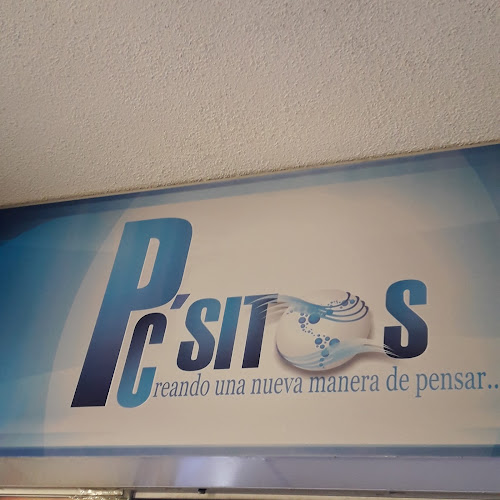 PC'SITOS
Creando una nueva manera de pensar..